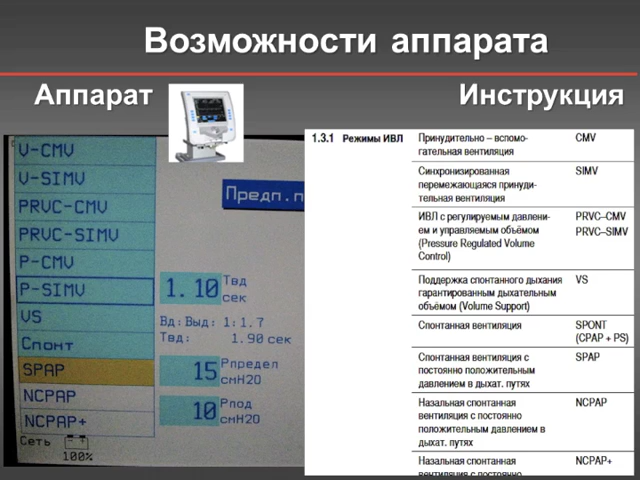 Возможности аппарата
Аппарат
Инструкция
V-CMV
V-SIMV
PRVC-CMV
PRVC-SIMV
P-CMV
P-SIMV
VS
Спонт
SPAP
NCPAP
NCPAP+
Сеть
100%
Предп.п
1.10 Твд
сек
Вд:Выд: 1:1.7
Твд: 1.90 сек
15 Pпредел
смH2O
10 Pпод
смH2O
1.3.1 Режимы ИВЛ
Принудительно – вспомо- CMV
гательная вентиляция
Синхронизированная SIMV
перемежающаяся принуди-
тельная вентиляция
ИВЛ с регулируемым давлени- PRVC–CMV
ем и управляемым объёмом PRVC–SIMV
(Pressure Regulated Volume
Control)
Поддержка спонтанного дыхания VS
гарантированным дыхательным
объёмом (Volume Support)
Спонтанная вентиляция SPONT
(CPAP + PS)
Спонтанная вентиляция с SPAP
постоянно положительным
давлением в дыхат. путях
Назальная спонтанная NCPAP
вентиляция с постоянно
положительным давлением в
дыхат. путях
Назальная спонтанная NCPAP+
вентиляция с постоянно